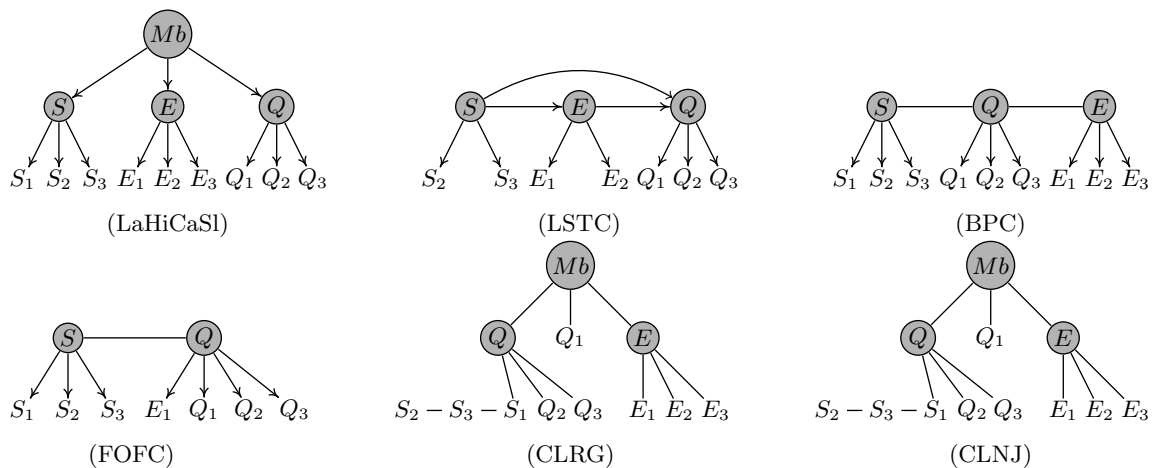 Mb
S E Q S E Q S Q E
S₁ S₂ S₃ E₁ E₂ E₃ Q₁ Q₂ Q₃ S₂ S₃ E₁ E₂ Q₁ Q₂ Q₃ S₁ S₂ S₃ Q₁ Q₂ Q₃ E₁ E₂ E₃
(LaHiCaSl) (LSTC) (BPC)
Mb Mb
S Q Q Q₁ E Q Q₁ E
S₁ S₂ S₃ E₁ Q₁ Q₂ Q₃ S₂ − S₃ − S₁ Q₂ Q₃ E₁ E₂ E₃ S₂ − S₃ − S₁ Q₂ Q₃ E₁ E₂ E₃
(FOFC) (CLRG) (CLNJ)